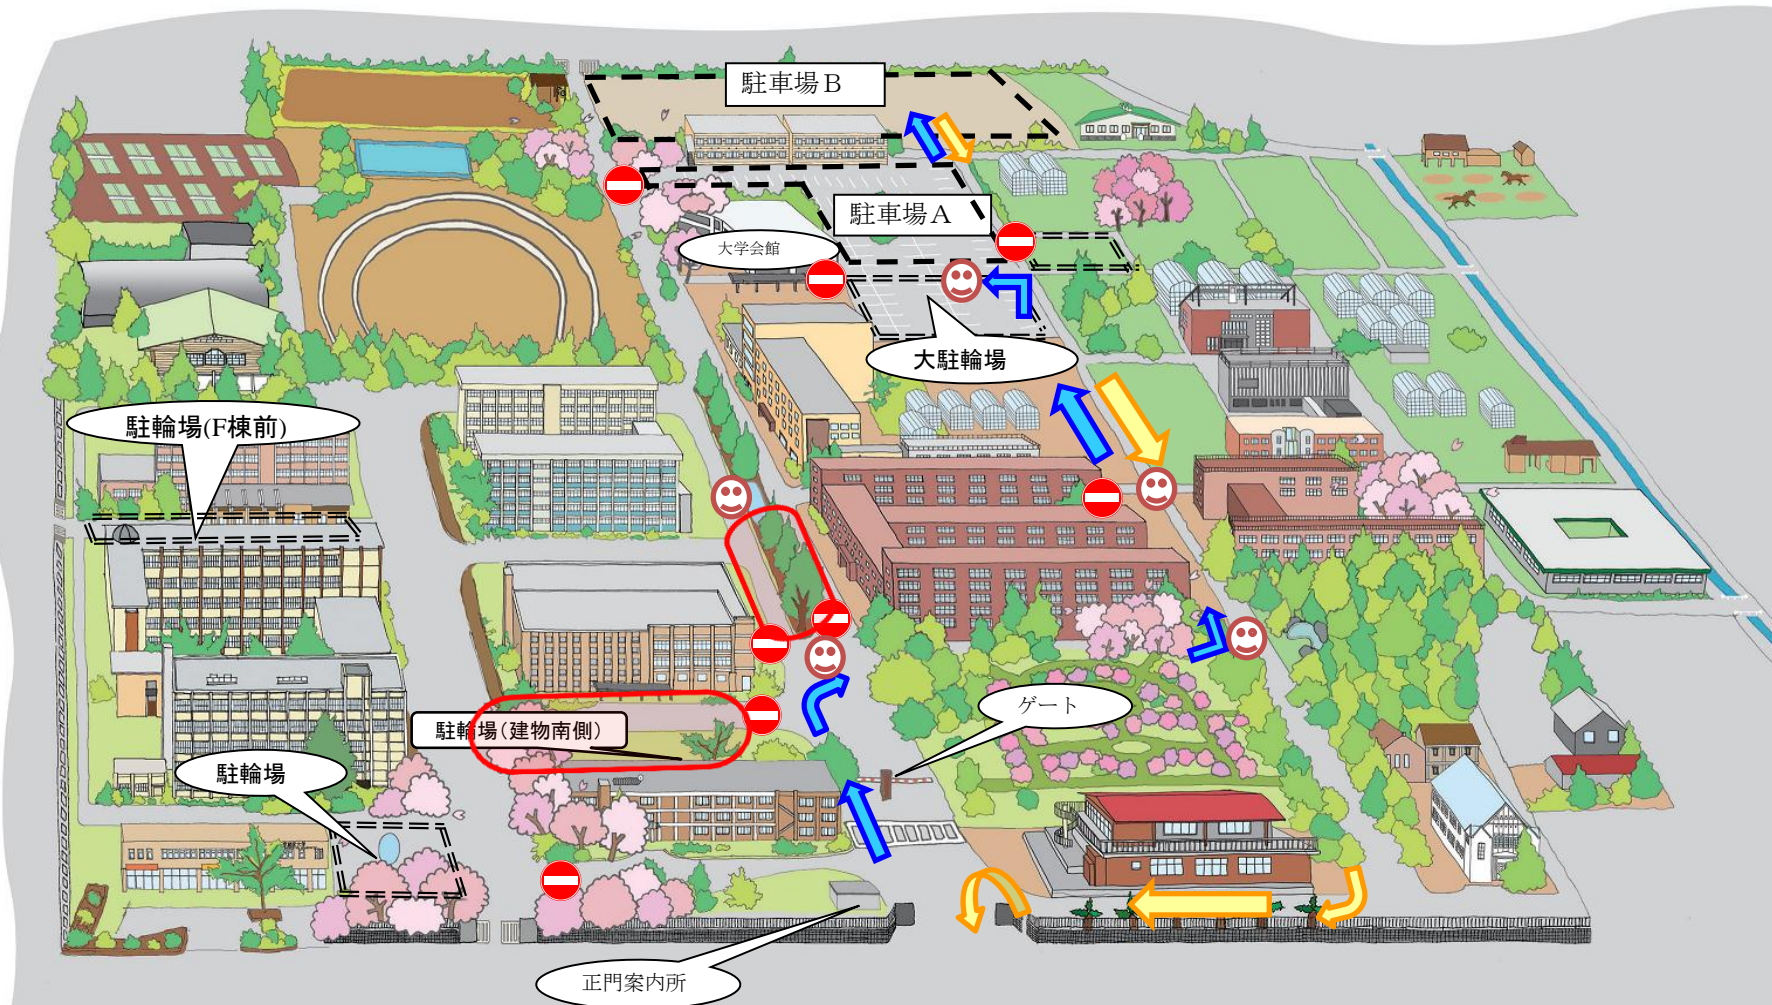 駐車場B
駐車場A
大学会館
大駐輪場
駐輪場(F棟前)
ゲート
駐輪場(建物南側)
駐輪場
正門案内所